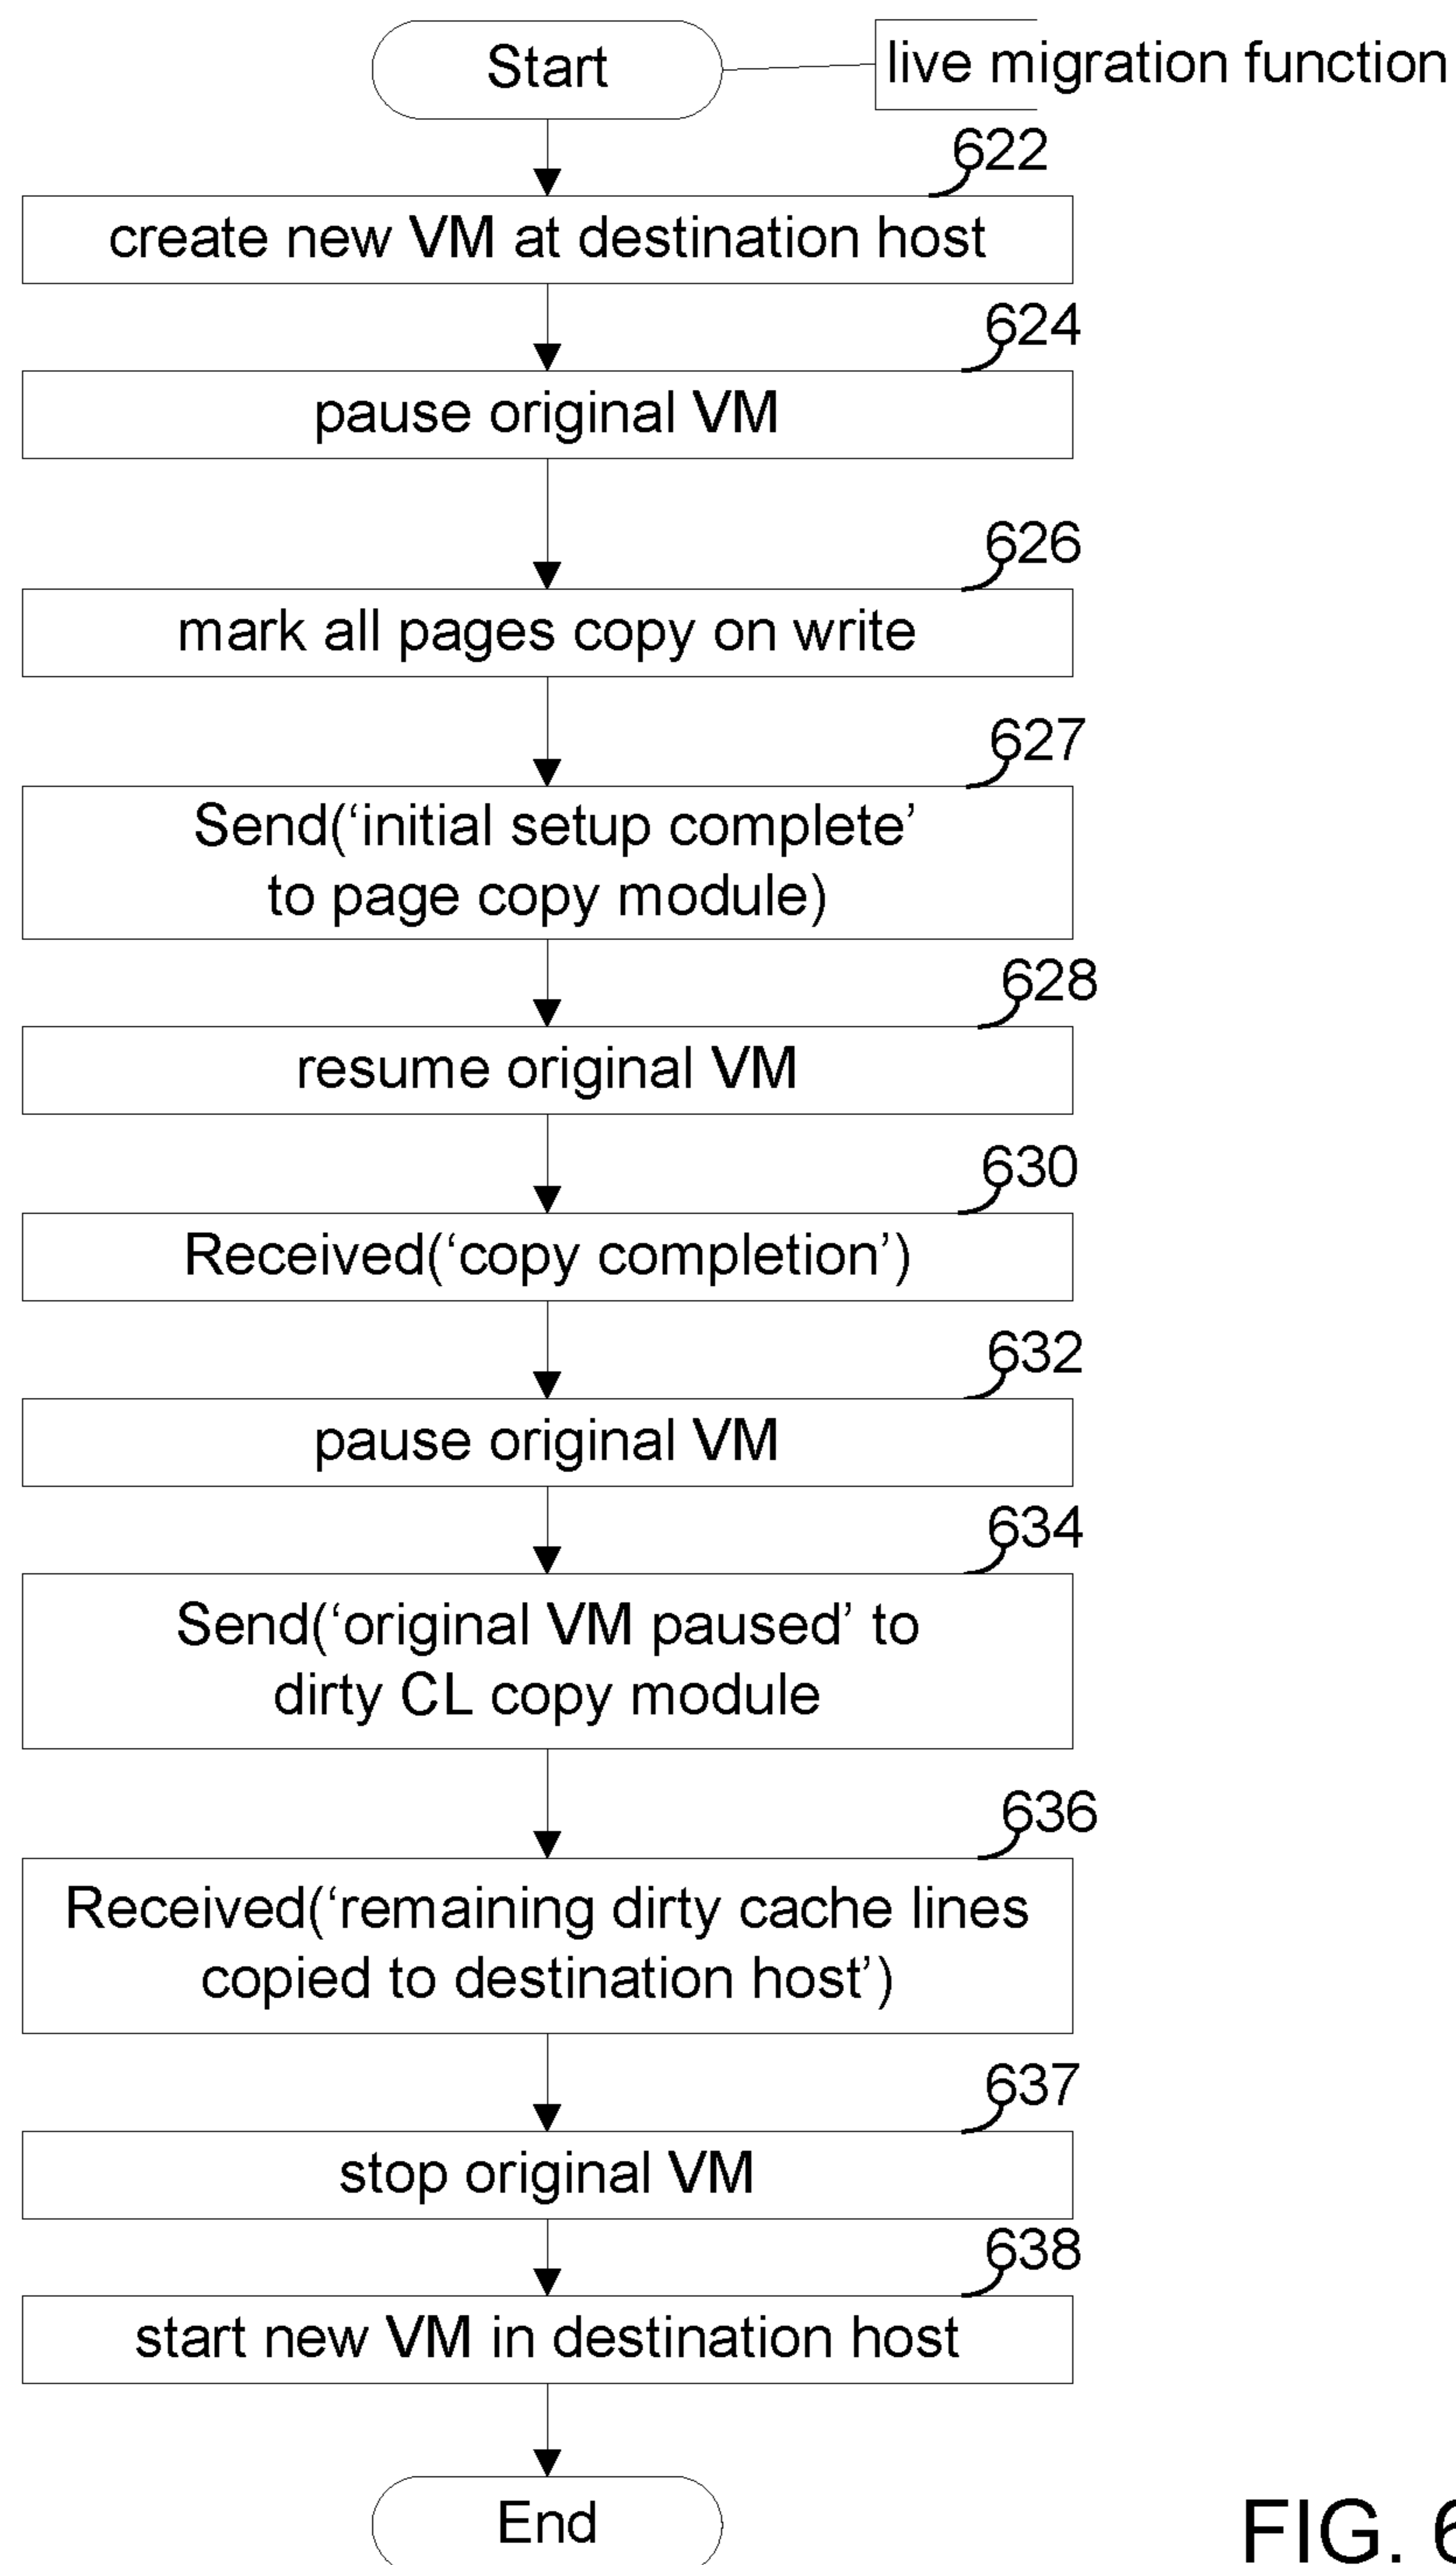 Start
live migration function
622
create new VM at destination host
624
pause original VM
626
mark all pages copy on write
627
Send(‘initial setup complete’
to page copy module)
628
resume original VM
630
Received(‘copy completion’)
632
pause original VM
634
Send(‘original VM paused’ to
dirty CL copy module
636
Received(‘remaining dirty cache lines
copied to destination host’)
637
stop original VM
638
start new VM in destination host
End
FIG. 6